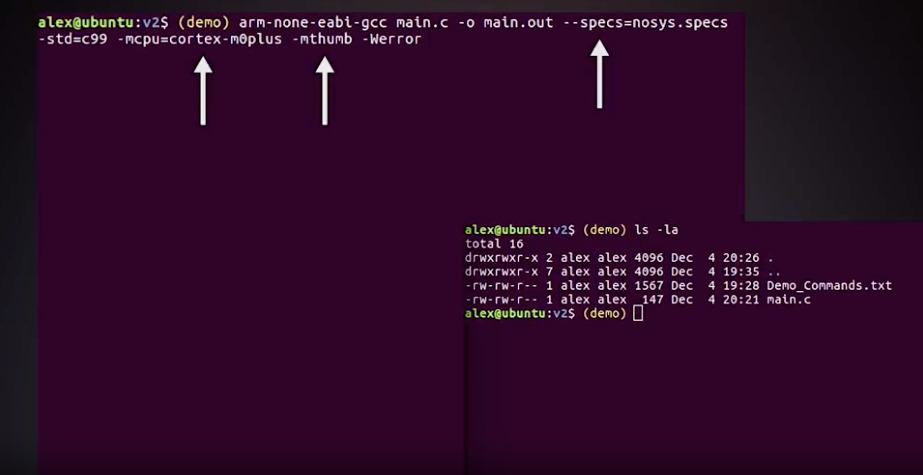 alex@ubuntu:v2$ (demo) arm-none-eabi-gcc main.c -o main.out --specs=nosys.specs
-std=c99 -mcpu=cortex-m0plus -mthumb -Werror
alex@ubuntu:v2$ (demo) ls -la
total 16
drwxrwxr-x 2 alex alex 4096 Dec  4 20:26 .
drwxrwxr-x 7 alex alex 4096 Dec  4 19:35 ..
-rw-rw-r-- 1 alex alex 1567 Dec  4 19:28 Demo_Commands.txt
-rw-rw-r-- 1 alex alex  147 Dec  4 20:21 main.c
alex@ubuntu:v2$ (demo)